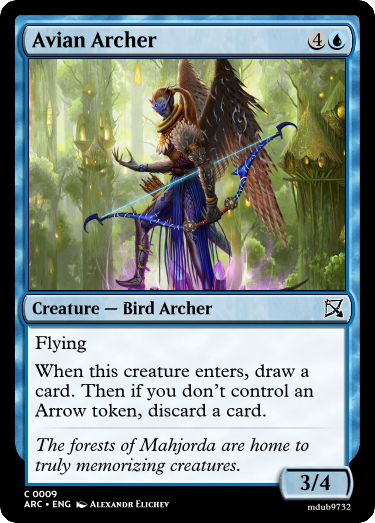 Avian Archer 4
Creature — Bird Archer
Flying
When this creature enters, draw a
card. Then if you don't control an
Arrow token, discard a card.
The forests of Mahjorda are home to
truly memorizing creatures.
3/4
C 0009
ARC • ENG Alexandr Elichev
mdub9732